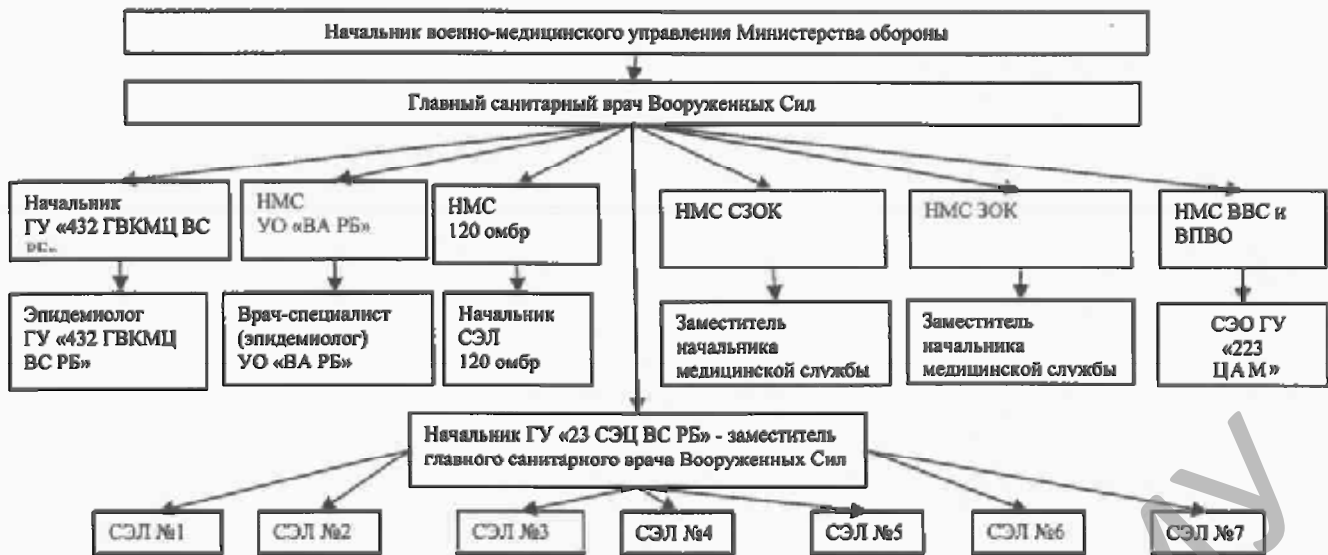 Начальник военно-медицинского управления Министерства обороны
Главный санитарный врач Вооруженных Сил
Начальник
ГУ «432 ГВКМЦ ВС
НМС
УО «ВА РБ»
НМС
120 омбр
НМС СЗОК
НМС ЗОК
НМС ВВС и
ВПВО
Эпидемиолог
ГУ «432 ГВКМЦ
ВС РБ»
Врач-специалист
(эпидемиолог)
УО «ВА РБ»
Начальник
СЭЛ
120 омбр
Заместитель
начальника
медицинской службы
Заместитель
начальника
медицинской службы
СЭО ГУ
«223
ЦАМ»
Начальник ГУ «23 СЭЦ ВС РБ» - заместитель
главного санитарного врача Вооруженных Сил
СЭЛ №1
СЭЛ №2
СЭЛ №3
СЭЛ №4
СЭЛ №5
СЭЛ №6
СЭЛ №7